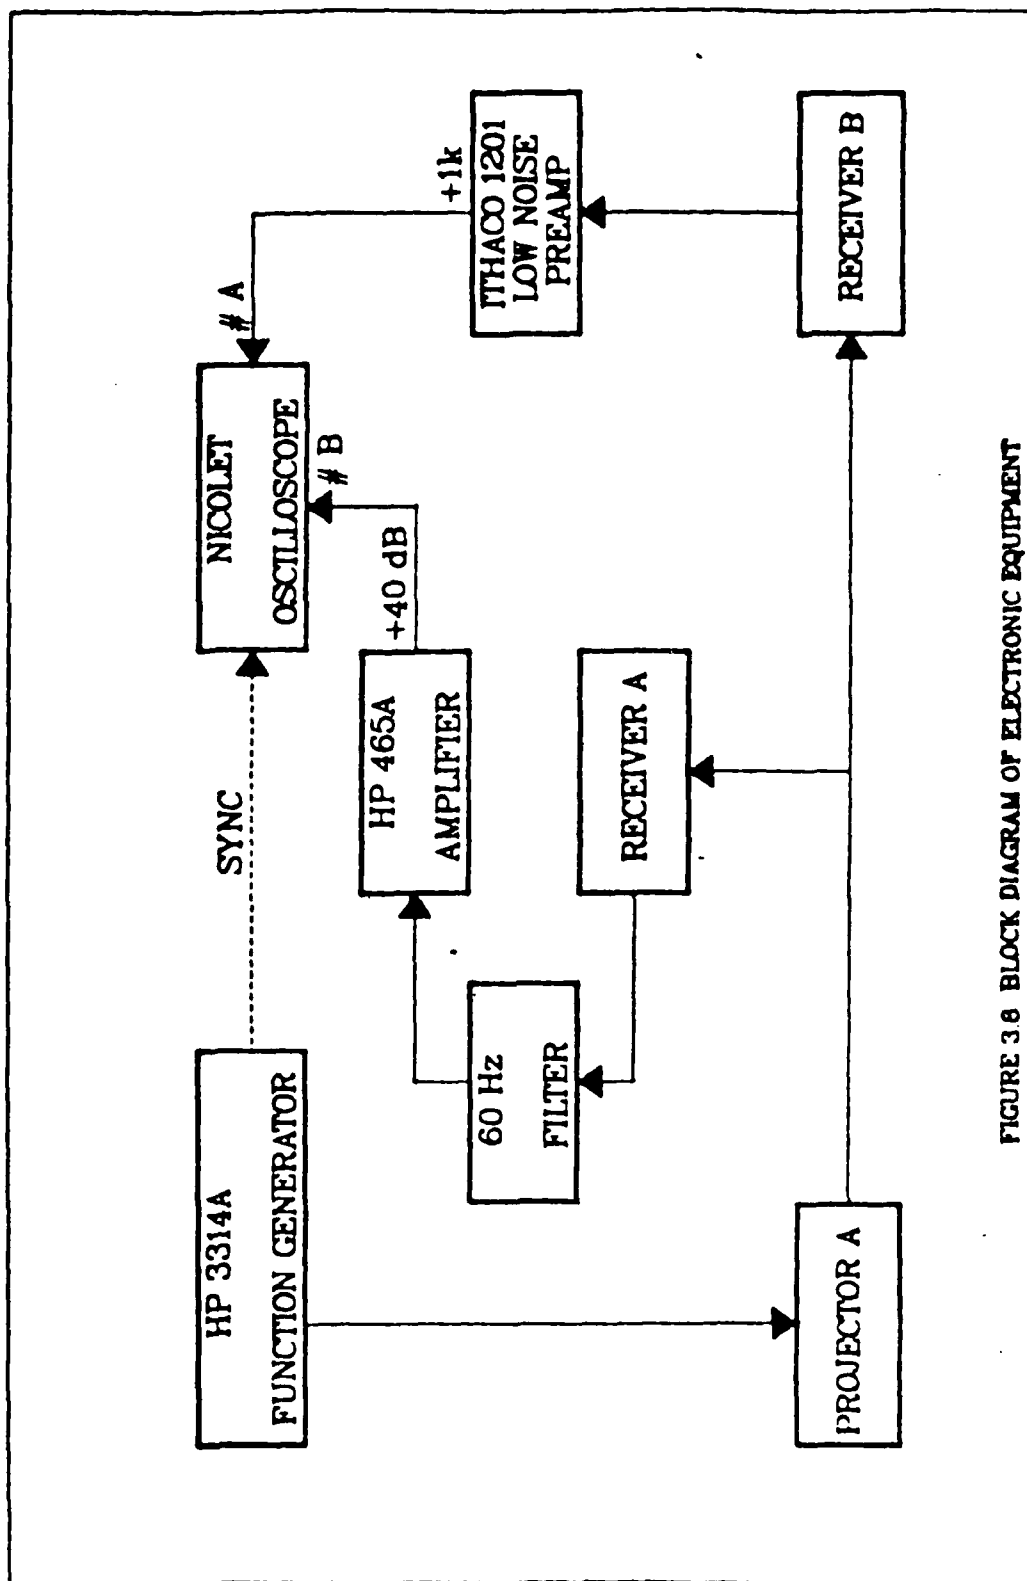 HP 3314A
FUNCTION GENERATOR
SYNC
NICOLET
OSCILLOSCOPE
# A
# B
+40 dB
HP 465A
AMPLIFIER
+1k
ITHACO 1201
LOW NOISE
PREAMP
60 Hz
FILTER
RECEIVER A
PROJECTOR A
RECEIVER B
FIGURE 3.8 BLOCK DIAGRAM OF ELECTRONIC EQUIPMENT